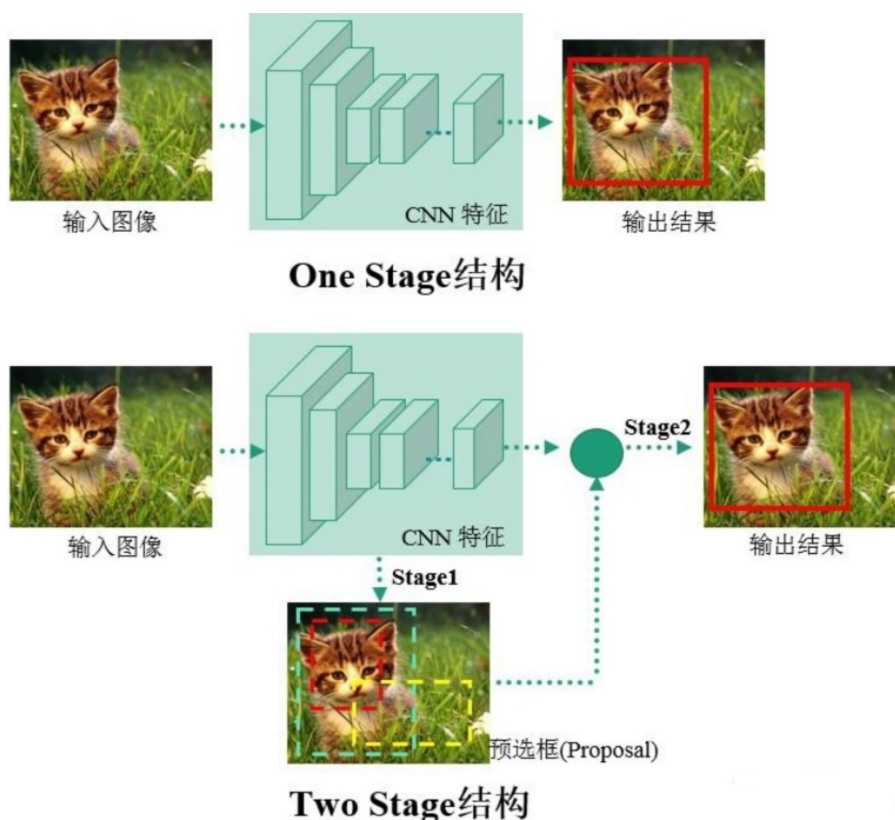 输入图像
CNN 特征
输出结果
One Stage结构
输入图像
CNN 特征
Stage2
输出结果
Stage1
预选框(Proposal)
Two Stage结构